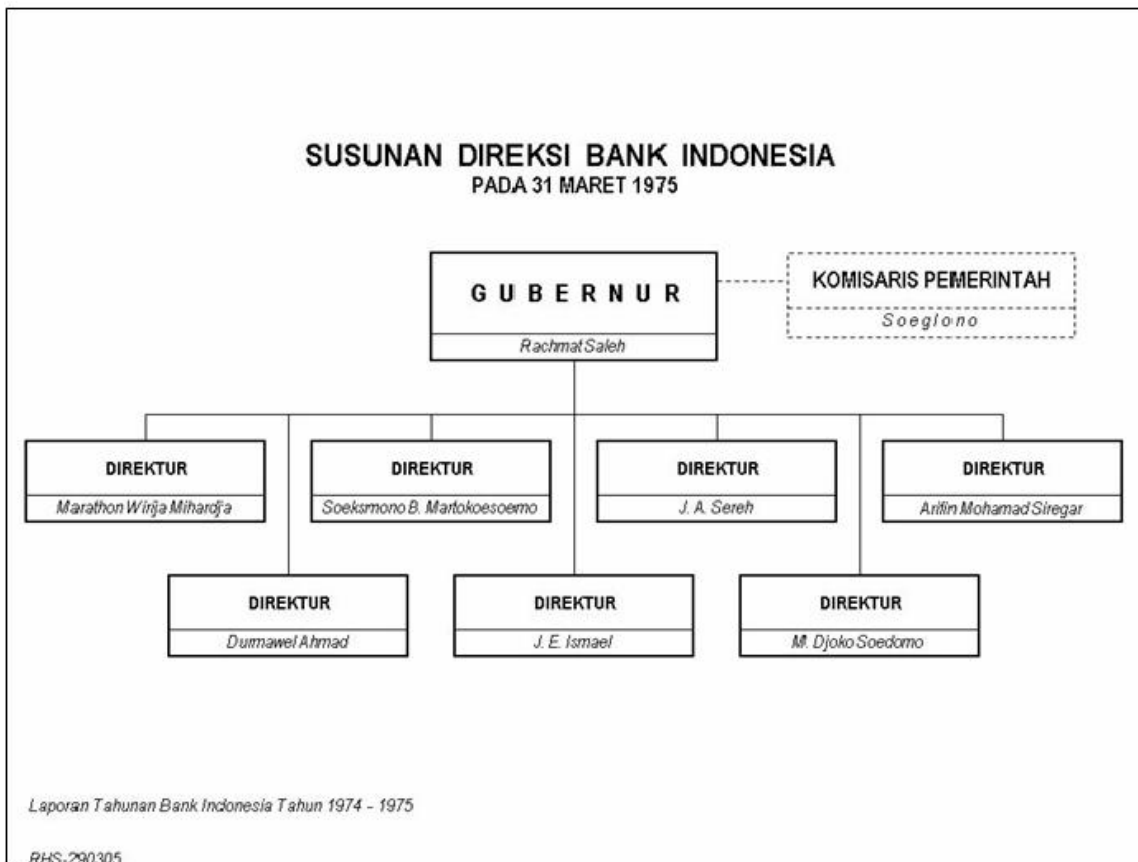 SUSUNAN DIREKSI BANK INDONESIA
PADA 31 MARET 1975
GUBERNUR
Rachmat Saleh
KOMISARIS PEMERINTAH
Soegiono
DIREKTUR
Marathon Wirija Mihardja
DIREKTUR
Soeksmono B. Martokoesoemo
DIREKTUR
J. A. Sereh
DIREKTUR
Arifin Mohamad Siregar
DIREKTUR
Durmawel Ahmad
DIREKTUR
J. E. Ismael
DIREKTUR
M. Djoko Soedomo
Laporan Tahunan Bank Indonesia Tahun 1974 - 1975
RHS-290305